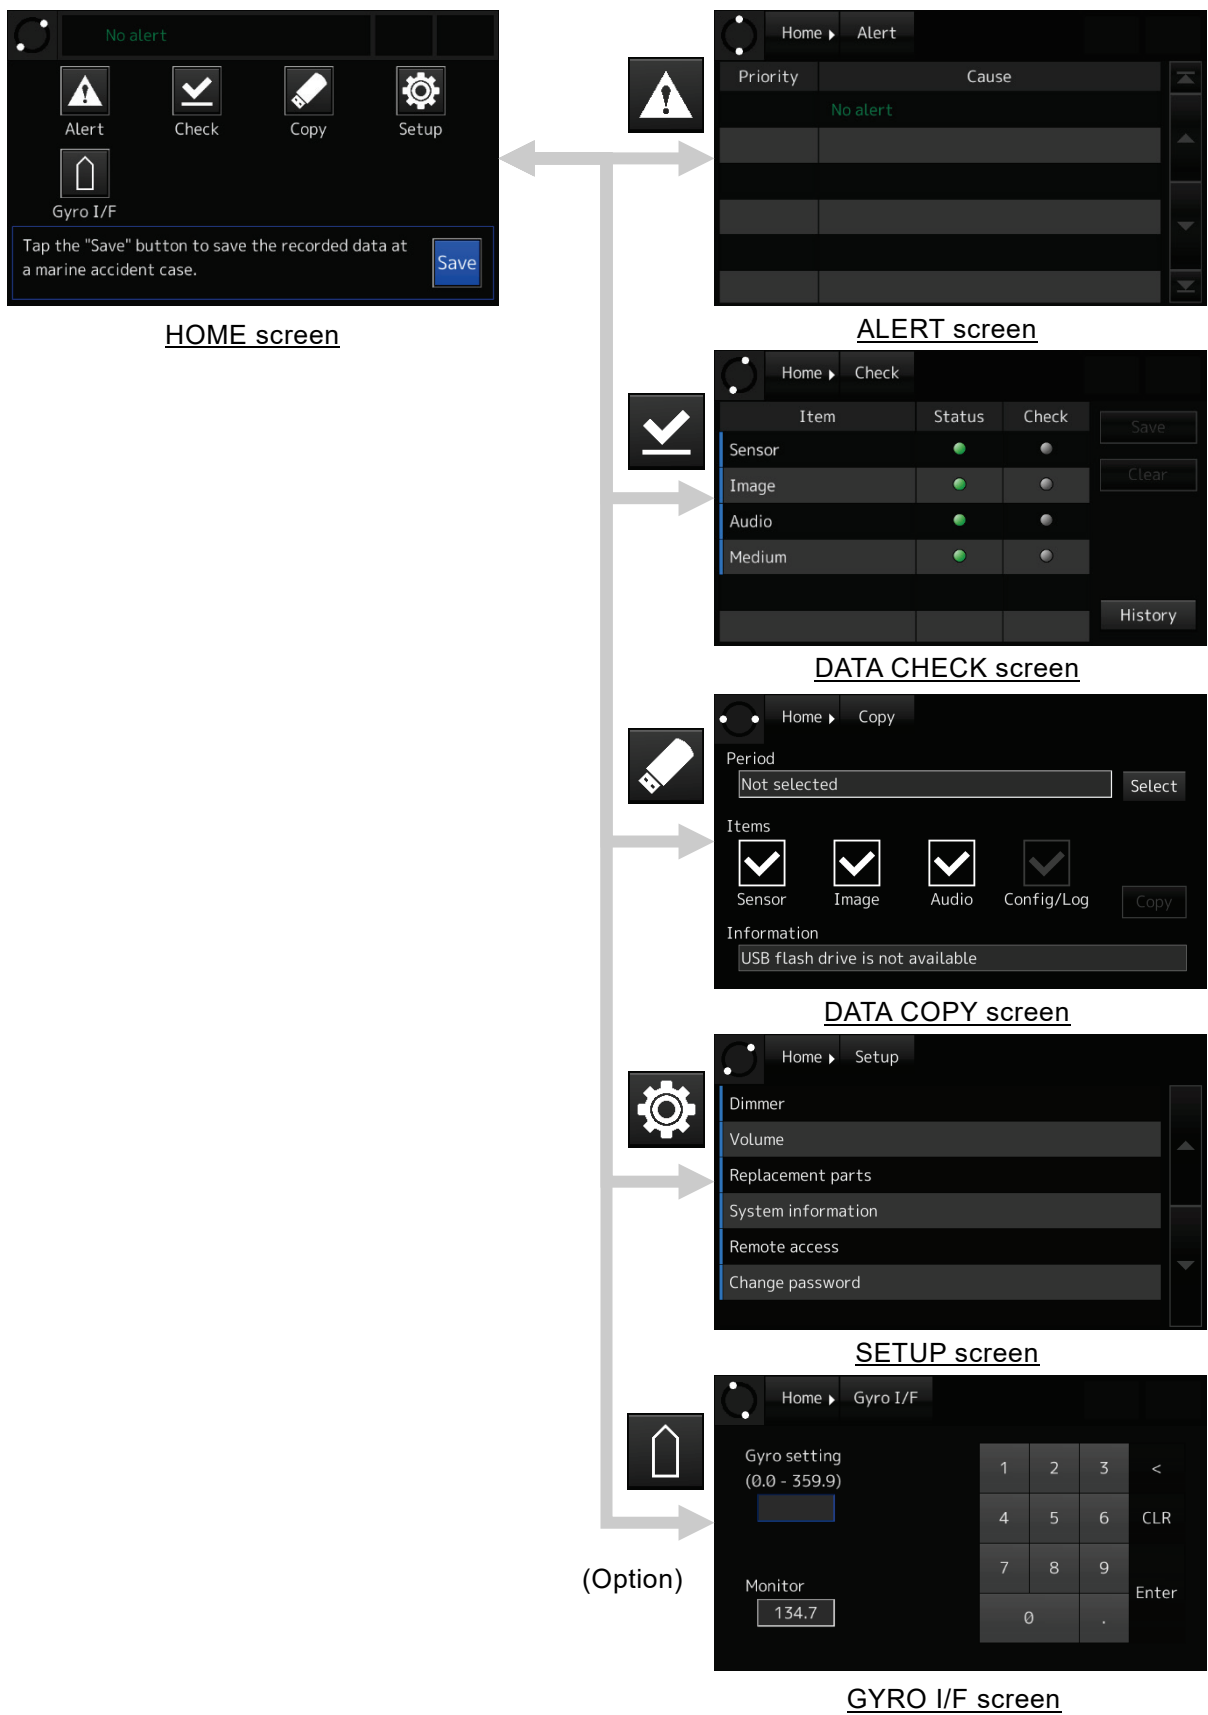 No alert
Alert
Check
Copy
Setup
Gyro I/F
Tap the "Save" button to save the recorded data at
a marine accident case.
Save
HOME screen
Home
Alert
Priority
Cause
No alert
ALERT screen
Home
Check
Item
Status
Check
Save
Sensor
Image
Clear
Audio
Medium
History
DATA CHECK screen
Home
Copy
Period
Not selected
Select
Items
Sensor
Image
Audio
Config/Log
Copy
Information
USB flash drive is not available
DATA COPY screen
Home
Setup
Dimmer
Volume
Replacement parts
System information
Remote access
Change password
SETUP screen
Home
Gyro I/F
Gyro setting
(0.0 - 359.9)
1 2 3 <
4 5 6 CLR
7 8 9
Enter
0 .
Monitor
134.7
(Option)
GYRO I/F screen